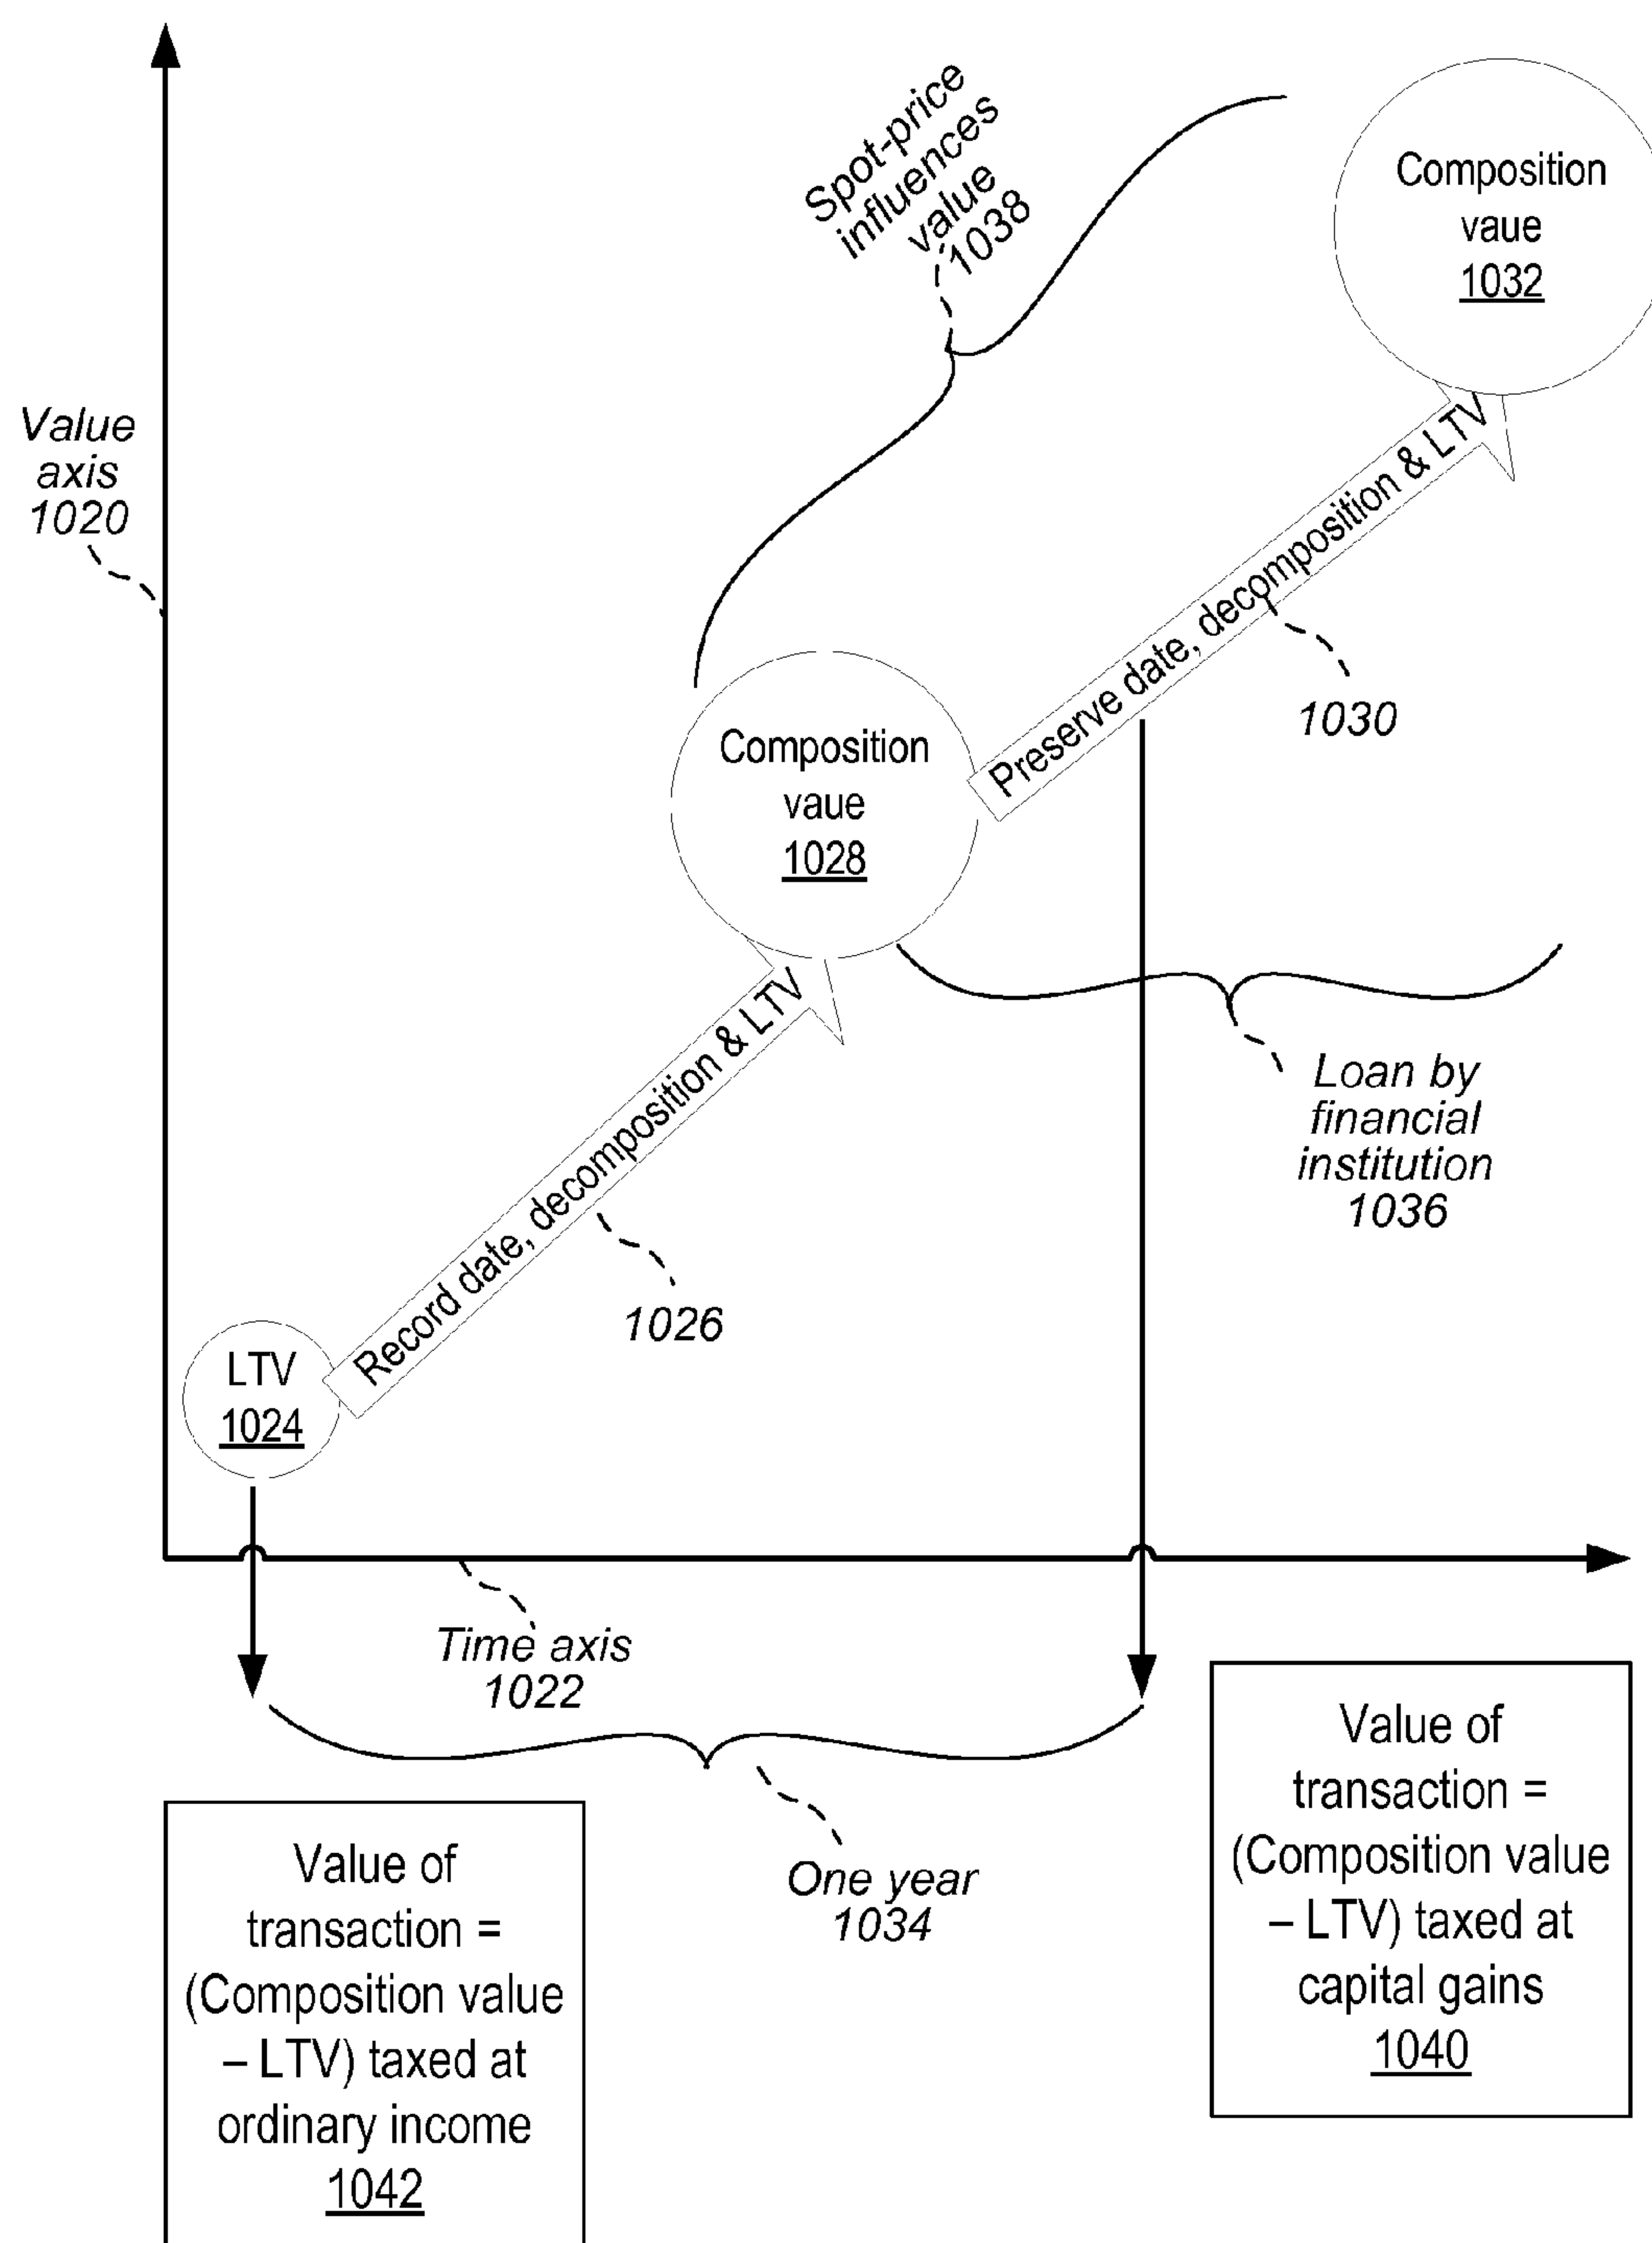 Spot-price
influences
value
1038
Composition
vaue
1032
Value
axis
1020
Preserve date, decomposition & LTV
1030
Composition
vaue
1028
Record date, decomposition & LTV
1026
Loan by
financial
institution
1036
LTV
1024
Time axis
1022
One year
1034
Value of
transaction =
(Composition value
– LTV) taxed at
capital gains
1040
Value of
transaction =
(Composition value
– LTV) taxed at
ordinary income
1042